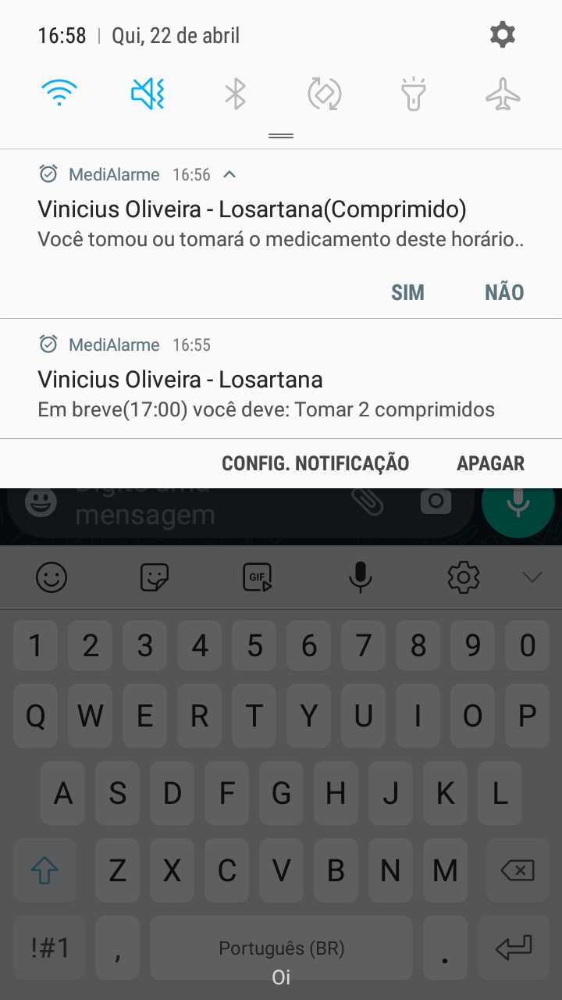 16:58 | Qui, 22 de abril
MediAlarme 16:56
Vinicius Oliveira - Losartana(Comprimido)
Você tomou ou tomará o medicamento deste horário..
SIM NÃO
MediAlarme 16:55
Vinicius Oliveira - Losartana
Em breve(17:00) você deve: Tomar 2 comprimidos
CONFIG. NOTIFICAÇÃO APAGAR
Digite uma
mensagem
GIF
1 2 3 4 5 6 7 8 9 0
Q W E R T Y U I O P
A S D F G H J K L
Z X C V B N M
!#1 , Português (BR) .
Oi